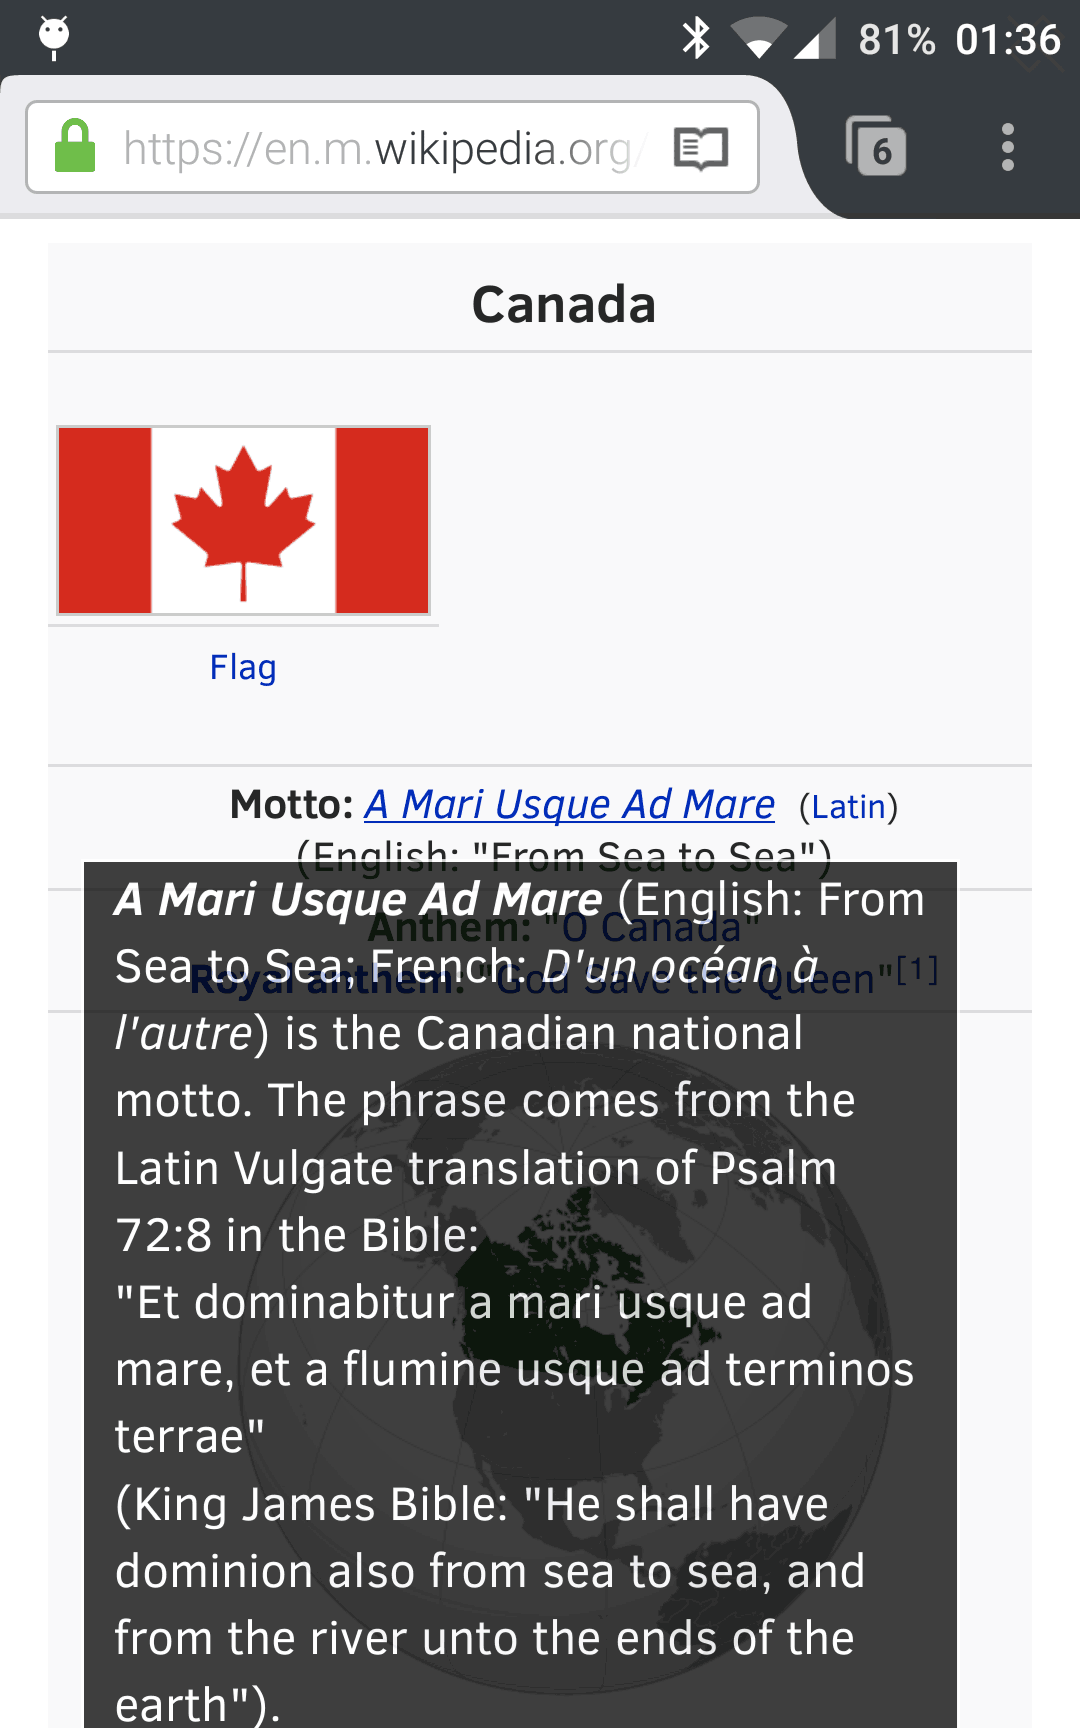 81% 01:36
https://en.m.wikipedia.org/
6
Canada
Flag
Motto: A Mari Usque Ad Mare (Latin)
(English: "From Sea to Sea")
Anthem: "O Canada"
Royal anthem: "God Save the Queen"[1]
A Mari Usque Ad Mare (English: From
Sea to Sea; French: D'un océan à
l'autre) is the Canadian national
motto. The phrase comes from the
Latin Vulgate translation of Psalm
72:8 in the Bible:
"Et dominabitur a mari usque ad
mare, et a flumine usque ad terminos
terrae"
(King James Bible: "He shall have
dominion also from sea to sea, and
from the river unto the ends of the
earth").